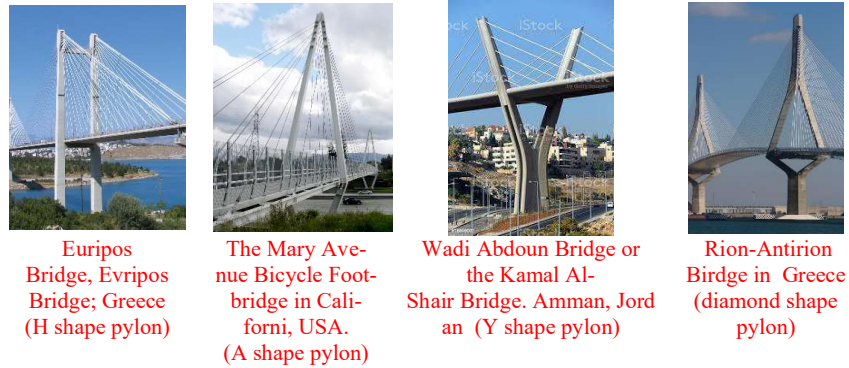 iStock
iStock
iStock
iStock
Euripos
Bridge, Evripos
Bridge; Greece
(H shape pylon)
The Mary Ave-
nue Bicycle Foot-
bridge in Cali-
forni, USA.
(A shape pylon)
Wadi Abdoun Bridge or
the Kamal Al-
Shair Bridge. Amman, Jord
an (Y shape pylon)
Rion-Antirion
Birdge in Greece
(diamond shape
pylon)